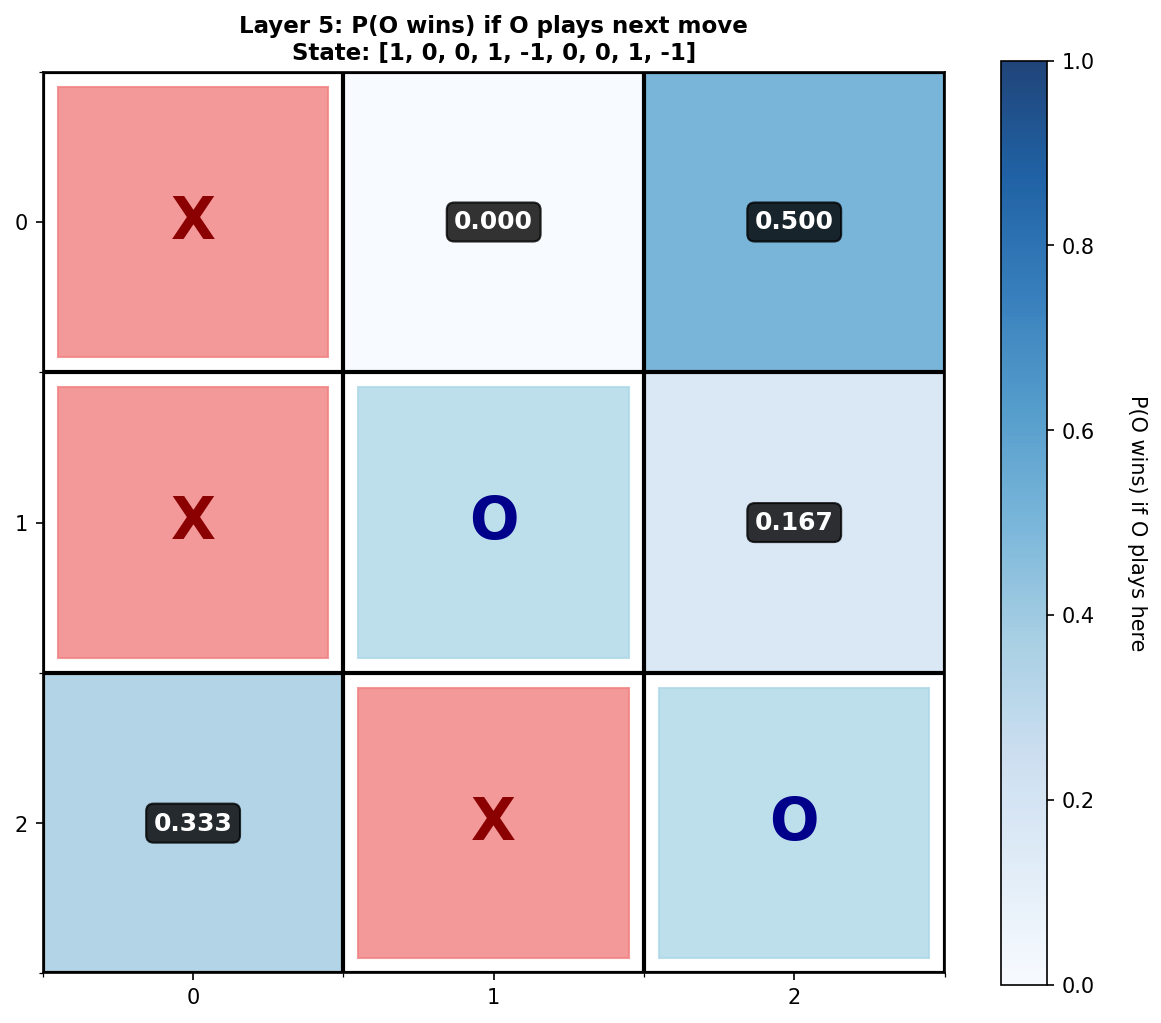 Layer 5: P(O wins) if O plays next move
State: [1, 0, 0, 1, -1, 0, 0, 1, -1]
0
X
0.000
0.500
1
X
O
0.167
2
0.333
X
O
0
1
2
1.0
0.8
0.6
0.4
0.2
0.0
P(O wins) if O plays here